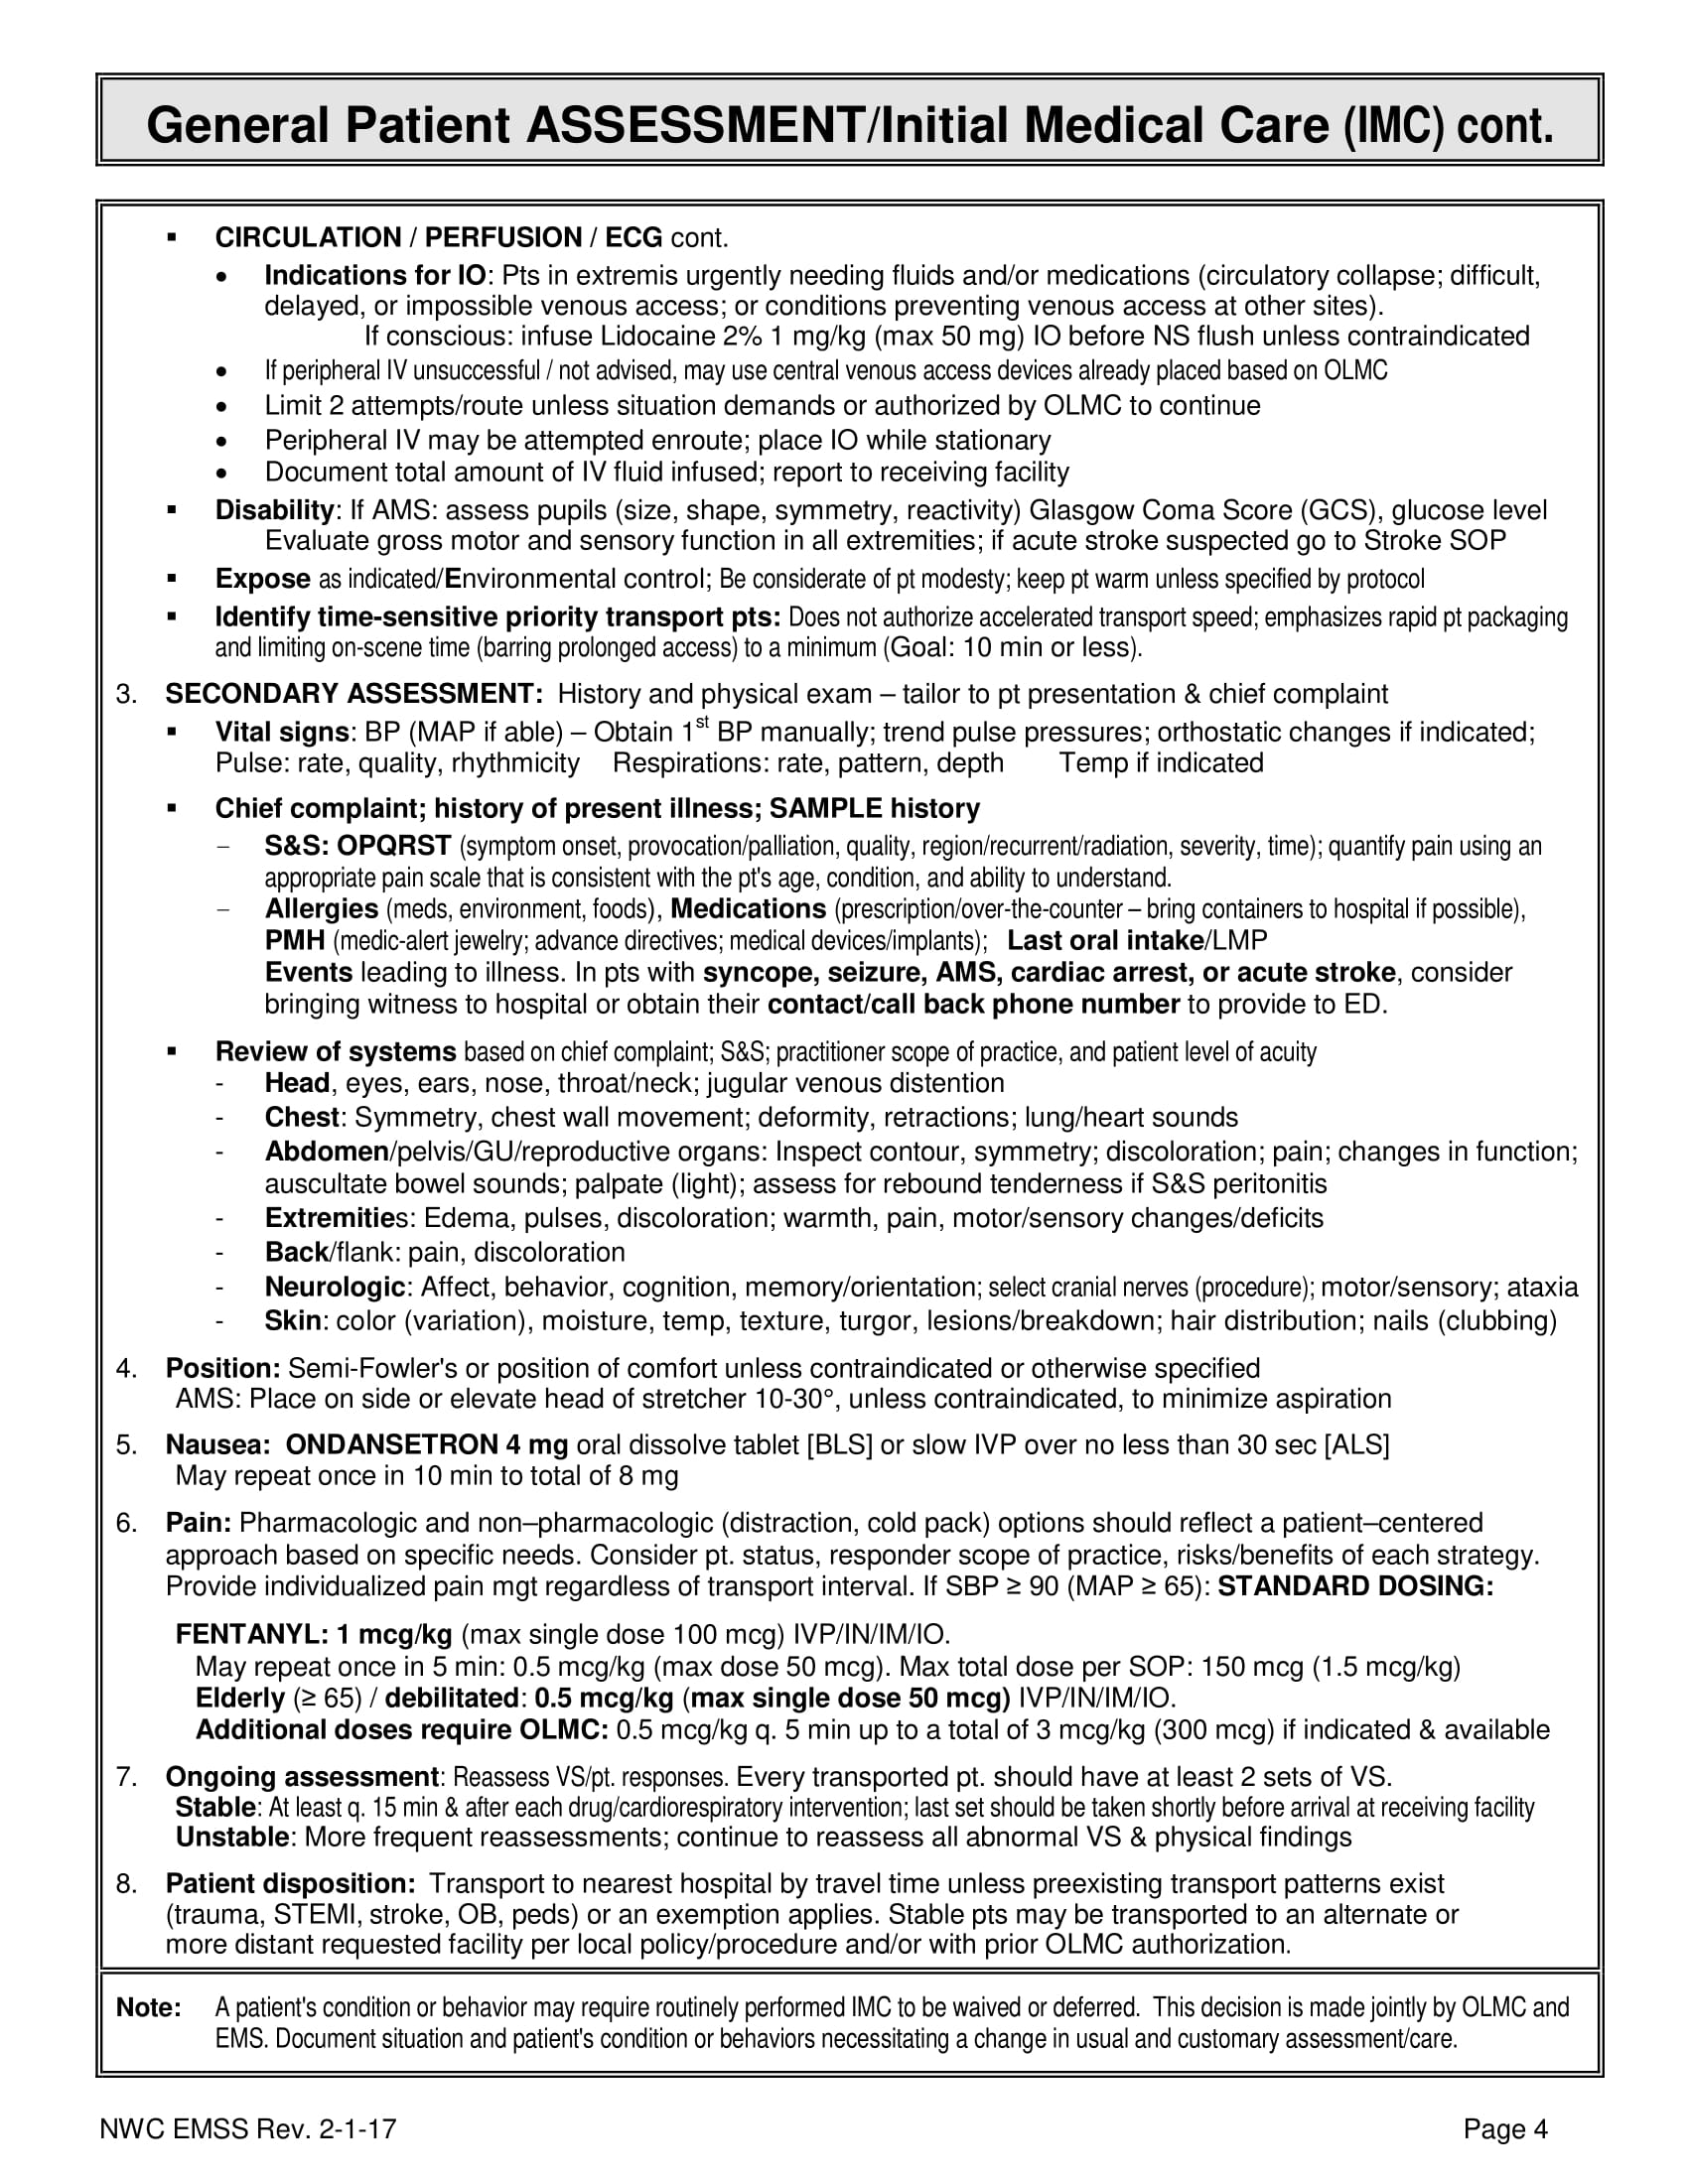 General Patient ASSESSMENT/Initial Medical Care (IMC) cont.
▪ CIRCULATION / PERFUSION / ECG cont.
• Indications for IO: Pts in extremis urgently needing fluids and/or medications (circulatory collapse; difficult,
delayed, or impossible venous access; or conditions preventing venous access at other sites).
If conscious: infuse Lidocaine 2% 1 mg/kg (max 50 mg) IO before NS flush unless contraindicated
• If peripheral IV unsuccessful / not advised, may use central venous access devices already placed based on OLMC
• Limit 2 attempts/route unless situation demands or authorized by OLMC to continue
• Peripheral IV may be attempted enroute; place IO while stationary
• Document total amount of IV fluid infused; report to receiving facility
▪ Disability: If AMS: assess pupils (size, shape, symmetry, reactivity) Glasgow Coma Score (GCS), glucose level
Evaluate gross motor and sensory function in all extremities; if acute stroke suspected go to Stroke SOP
▪ Expose as indicated/Environmental control; Be considerate of pt modesty; keep pt warm unless specified by protocol
▪ Identify time-sensitive priority transport pts: Does not authorize accelerated transport speed; emphasizes rapid pt packaging
and limiting on-scene time (barring prolonged access) to a minimum (Goal: 10 min or less).
3. SECONDARY ASSESSMENT: History and physical exam – tailor to pt presentation & chief complaint
▪ Vital signs: BP (MAP if able) – Obtain 1st BP manually; trend pulse pressures; orthostatic changes if indicated;
Pulse: rate, quality, rhythmicity Respirations: rate, pattern, depth Temp if indicated
▪ Chief complaint; history of present illness; SAMPLE history
– S&S: OPQRST (symptom onset, provocation/palliation, quality, region/recurrent/radiation, severity, time); quantify pain using an
appropriate pain scale that is consistent with the pt's age, condition, and ability to understand.
– Allergies (meds, environment, foods), Medications (prescription/over-the-counter – bring containers to hospital if possible),
PMH (medic-alert jewelry; advance directives; medical devices/implants); Last oral intake/LMP
Events leading to illness. In pts with syncope, seizure, AMS, cardiac arrest, or acute stroke, consider
bringing witness to hospital or obtain their contact/call back phone number to provide to ED.
▪ Review of systems based on chief complaint; S&S; practitioner scope of practice, and patient level of acuity
- Head, eyes, ears, nose, throat/neck; jugular venous distention
- Chest: Symmetry, chest wall movement; deformity, retractions; lung/heart sounds
- Abdomen/pelvis/GU/reproductive organs: Inspect contour, symmetry; discoloration; pain; changes in function;
auscultate bowel sounds; palpate (light); assess for rebound tenderness if S&S peritonitis
- Extremities: Edema, pulses, discoloration; warmth, pain, motor/sensory changes/deficits
- Back/flank: pain, discoloration
- Neurologic: Affect, behavior, cognition, memory/orientation; select cranial nerves (procedure); motor/sensory; ataxia
- Skin: color (variation), moisture, temp, texture, turgor, lesions/breakdown; hair distribution; nails (clubbing)
4. Position: Semi-Fowler's or position of comfort unless contraindicated or otherwise specified
AMS: Place on side or elevate head of stretcher 10-30°, unless contraindicated, to minimize aspiration
5. Nausea: ONDANSETRON 4 mg oral dissolve tablet [BLS] or slow IVP over no less than 30 sec [ALS]
May repeat once in 10 min to total of 8 mg
6. Pain: Pharmacologic and non–pharmacologic (distraction, cold pack) options should reflect a patient–centered
approach based on specific needs. Consider pt. status, responder scope of practice, risks/benefits of each strategy.
Provide individualized pain mgt regardless of transport interval. If SBP ≥ 90 (MAP ≥ 65): STANDARD DOSING:
FENTANYL: 1 mcg/kg (max single dose 100 mcg) IVP/IN/IM/IO.
May repeat once in 5 min: 0.5 mcg/kg (max dose 50 mcg). Max total dose per SOP: 150 mcg (1.5 mcg/kg)
Elderly (≥ 65) / debilitated: 0.5 mcg/kg (max single dose 50 mcg) IVP/IN/IM/IO.
Additional doses require OLMC: 0.5 mcg/kg q. 5 min up to a total of 3 mcg/kg (300 mcg) if indicated & available
7. Ongoing assessment: Reassess VS/pt. responses. Every transported pt. should have at least 2 sets of VS.
Stable: At least q. 15 min & after each drug/cardiorespiratory intervention; last set should be taken shortly before arrival at receiving facility
Unstable: More frequent reassessments; continue to reassess all abnormal VS & physical findings
8. Patient disposition: Transport to nearest hospital by travel time unless preexisting transport patterns exist
(trauma, STEMI, stroke, OB, peds) or an exemption applies. Stable pts may be transported to an alternate or
more distant requested facility per local policy/procedure and/or with prior OLMC authorization.
Note: A patient's condition or behavior may require routinely performed IMC to be waived or deferred. This decision is made jointly by OLMC and
EMS. Document situation and patient's condition or behaviors necessitating a change in usual and customary assessment/care.
NWC EMSS Rev. 2-1-17 Page 4